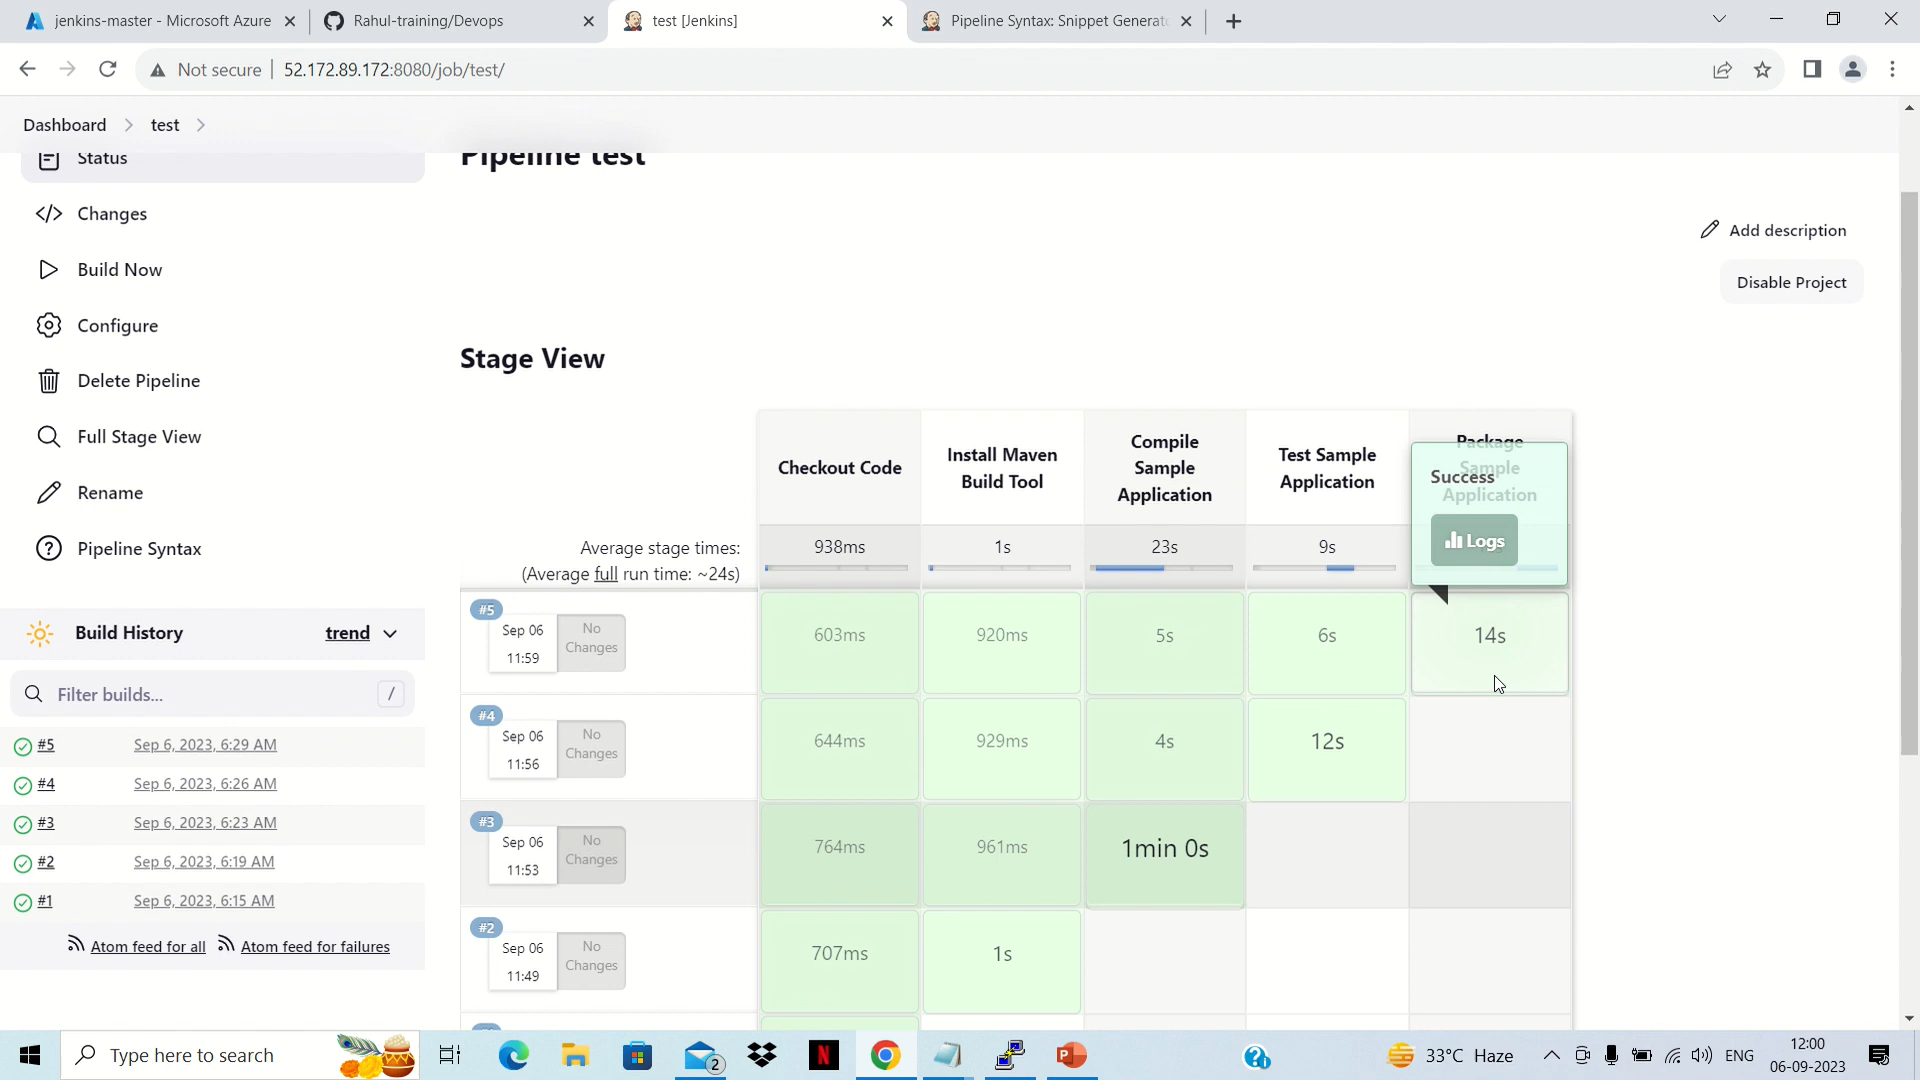 jenkins-master - Microsoft Azure
Rahul-training/Devops
test [Jenkins]
Pipeline Syntax: Snippet Generat
Not secure
52.172.89.172:8080/job/test/
Dashboard
test
Status
Changes
Build Now
Configure
Delete Pipeline
Full Stage View
Rename
Pipeline Syntax
Build History
trend
Filter builds...
/
#5
Sep 6, 2023, 6:29 AM
#4
Sep 6, 2023, 6:26 AM
#3
Sep 6, 2023, 6:23 AM
#2
Sep 6, 2023, 6:19 AM
#1
Sep 6, 2023, 6:15 AM
Atom feed for all
Atom feed for failures
Pipeline test
Add description
Disable Project
Stage View
Checkout Code
Install Maven
Build Tool
Compile
Sample
Application
Test Sample
Application
Package
Sample
Application
Success
Logs
Average stage times:
(Average full run time: ~24s)
938ms
1s
23s
9s
#5
Sep 06
11:59
No
Changes
603ms
920ms
5s
6s
14s
#4
Sep 06
11:56
No
Changes
644ms
929ms
4s
12s
#3
Sep 06
11:53
No
Changes
764ms
961ms
1min 0s
#2
Sep 06
11:49
No
Changes
707ms
1s
Type here to search
2
33°C Haze
ENG
12:00
06-09-2023